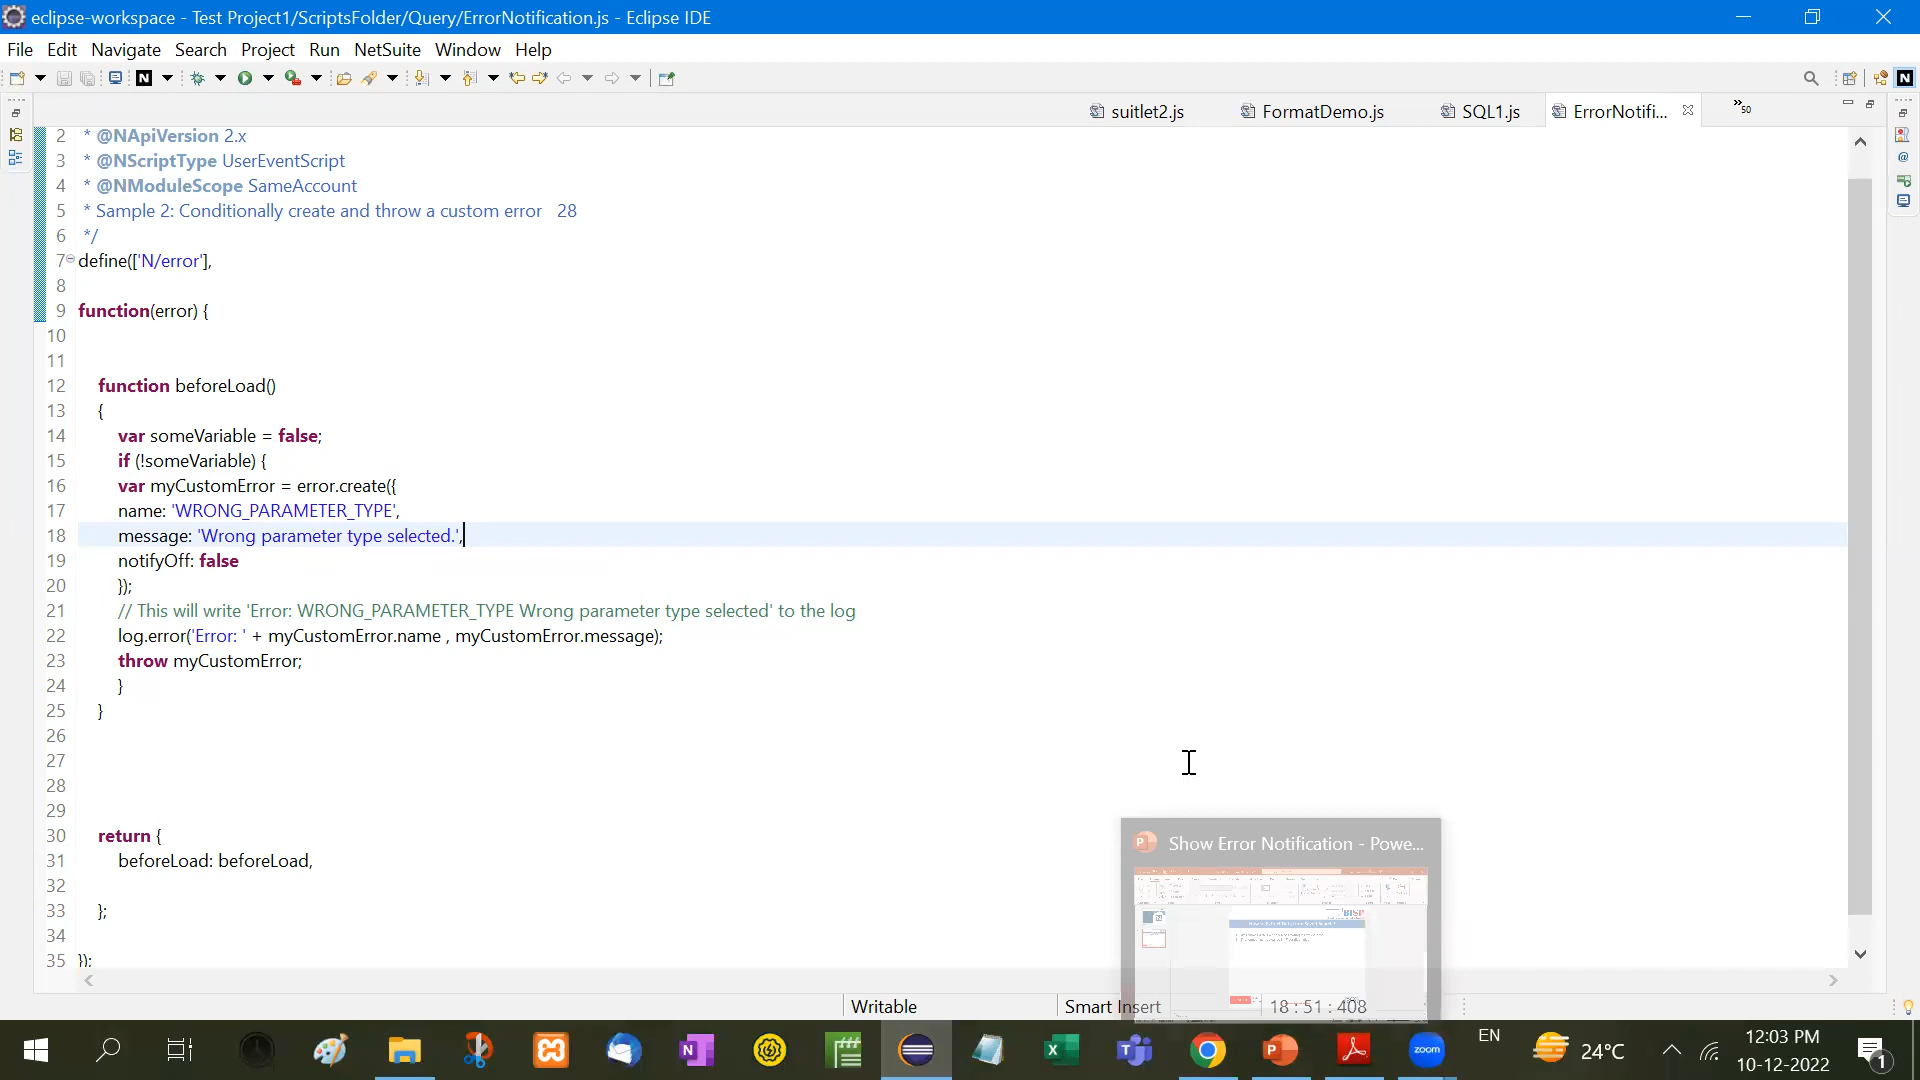 eclipse-workspace - Test Project1/ScriptsFolder/Query/ErrorNotification.js - Eclipse IDE
File Edit Navigate Search Project Run NetSuite Window Help
suitlet2.js FormatDemo.js SQL1.js ErrorNotifi... »50
2 * @NApiVersion 2.x
3 * @NScriptType UserEventScript
4 * @NModuleScope SameAccount
5 * Sample 2: Conditionally create and throw a custom error 28
6 */
7 define(['N/error'],
8
9 function(error) {
10
11
12 function beforeLoad()
13 {
14 var someVariable = false;
15 if (!someVariable) {
16 var myCustomError = error.create({
17 name: 'WRONG_PARAMETER_TYPE',
18 message: 'Wrong parameter type selected.',
19 notifyOff: false
20 });
21 // This will write 'Error: WRONG_PARAMETER_TYPE Wrong parameter type selected' to the log
22 log.error('Error: ' + myCustomError.name , myCustomError.message);
23 throw myCustomError;
24 }
25 }
26
27
28
29
30 return {
31 beforeLoad: beforeLoad,
32
33 };
34
35 });
Show Error Notification - Powe...
BISP
Writable Smart Insert 18 : 51 : 408
zoom EN 24°C 12:03 PM
10-12-2022
1